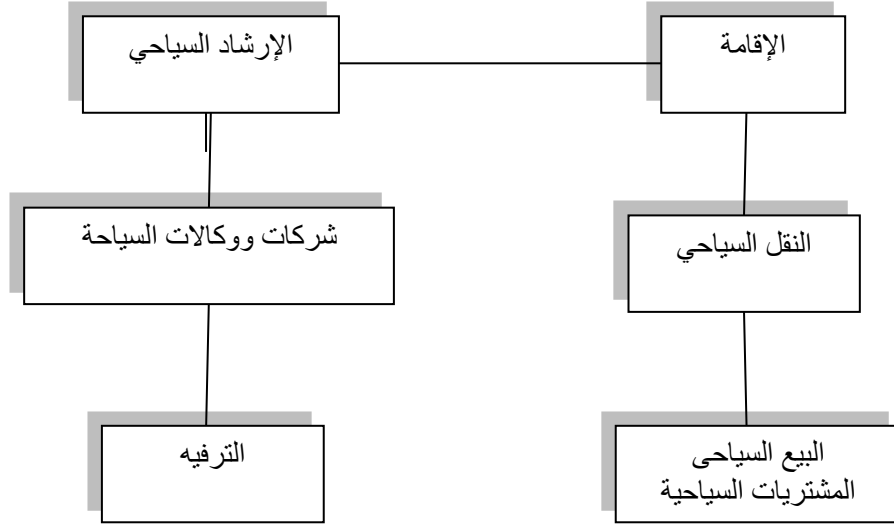 الإقامة
الإرشاد السياحي
النقل السياحي
شركات ووكالات السياحة
البيع السياحى
المشتريات السياحية
الترفيه